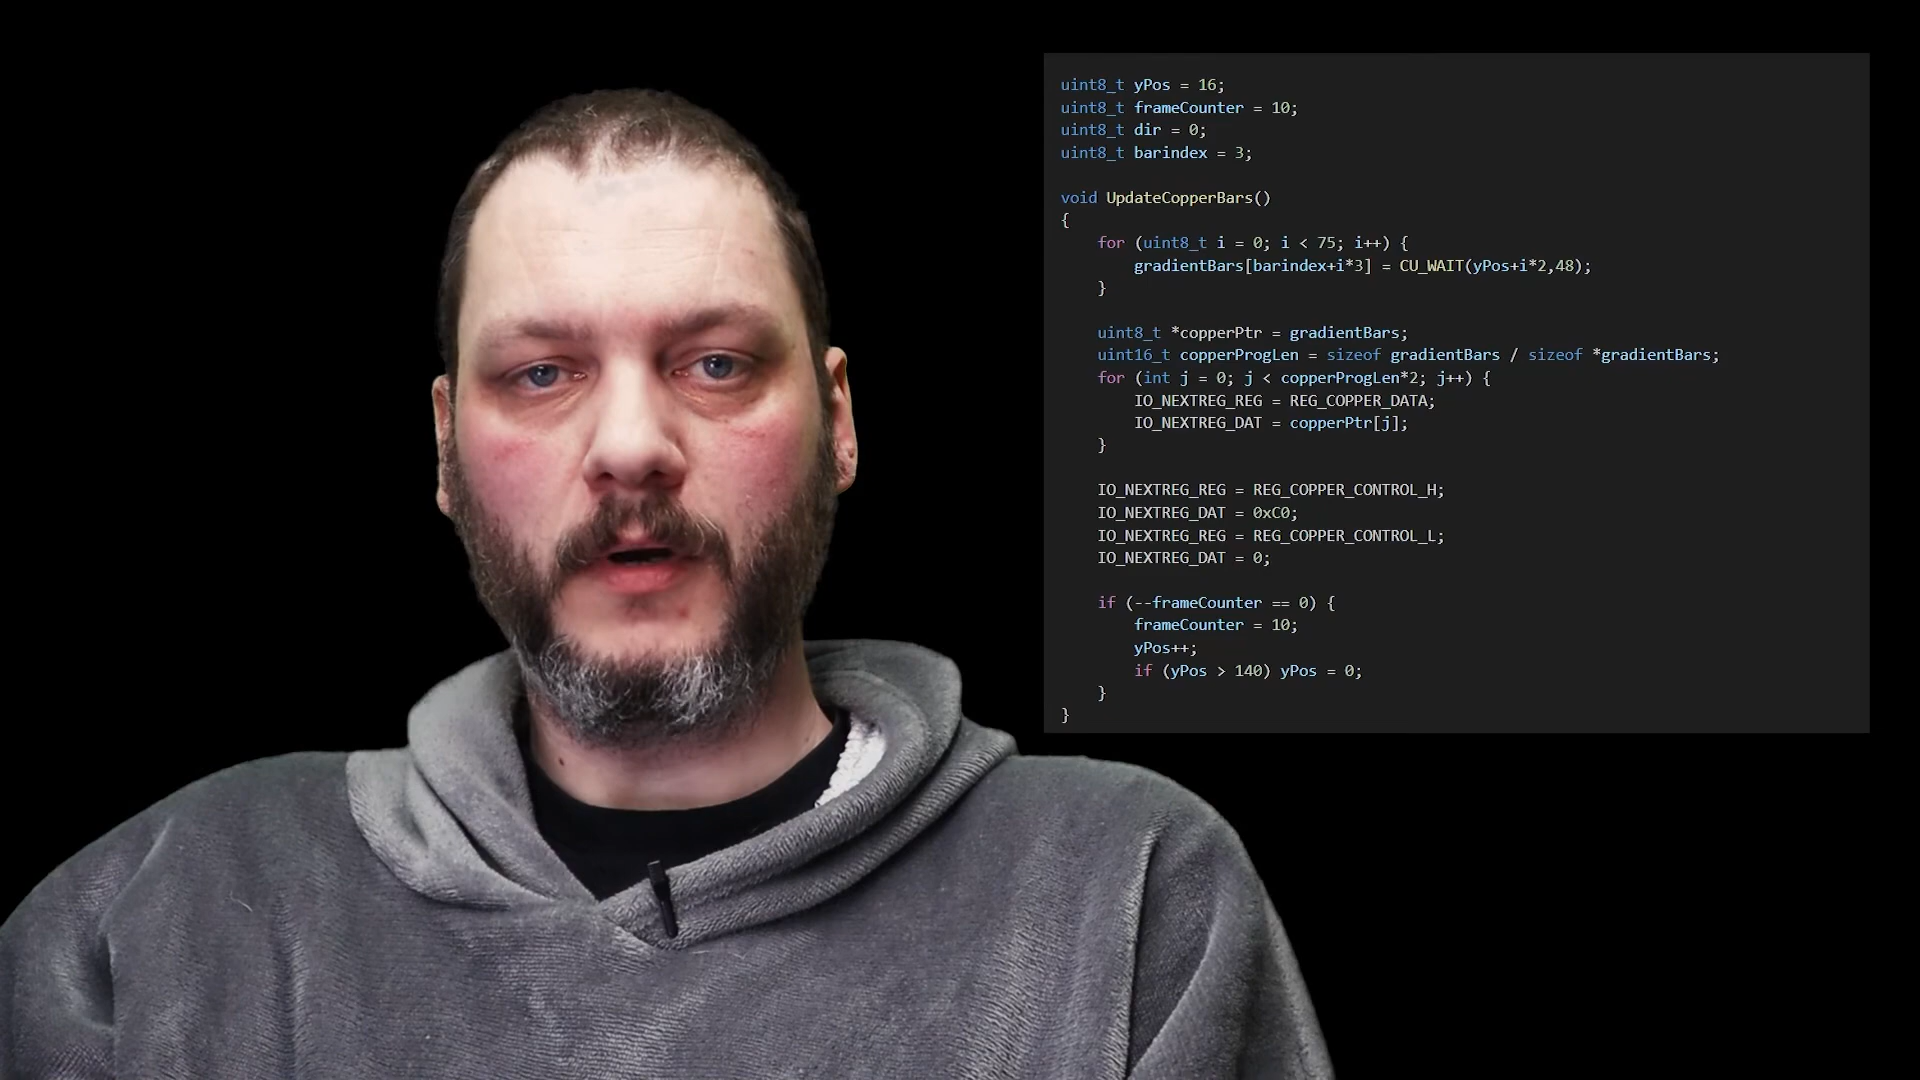 uint8_t yPos = 16;
uint8_t frameCounter = 10;
uint8_t dir = 0;
uint8_t barindex = 3;
void UpdateCopperBars()
{
for (uint8_t i = 0; i < 75; i++) {
gradientBars[barindex+i*3] = CU_WAIT(yPos+i*2,48);
}
uint8_t *copperPtr = gradientBars;
uint16_t copperProgLen = sizeof gradientBars / sizeof *gradientBars;
for (int j = 0; j < copperProgLen*2; j++) {
IO_NEXTREG_REG = REG_COPPER_DATA;
IO_NEXTREG_DAT = copperPtr[j];
}
IO_NEXTREG_REG = REG_COPPER_CONTROL_H;
IO_NEXTREG_DAT = 0xC0;
IO_NEXTREG_REG = REG_COPPER_CONTROL_L;
IO_NEXTREG_DAT = 0;
if (--frameCounter == 0) {
frameCounter = 10;
yPos++;
if (yPos > 140) yPos = 0;
}
}